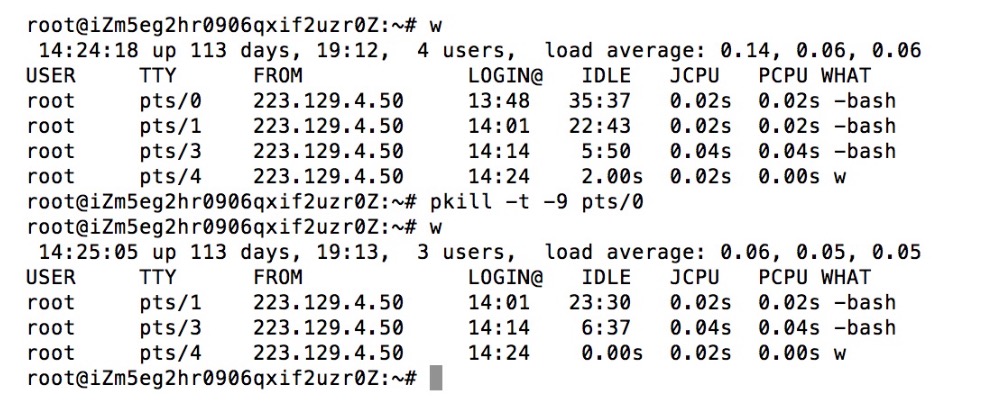 root@iZm5eg2hr0906qxif2uzr0Z:~# w
 14:24:18 up 113 days, 19:12,  4 users,  load average: 0.14, 0.06, 0.06
USER     TTY      FROM             LOGIN@   IDLE   JCPU   PCPU WHAT
root     pts/0    223.129.4.50     13:48   35:37   0.02s  0.02s -bash
root     pts/1    223.129.4.50     14:01   22:43   0.02s  0.02s -bash
root     pts/3    223.129.4.50     14:14    5:50   0.04s  0.04s -bash
root     pts/4    223.129.4.50     14:24    2.00s  0.02s  0.00s w
root@iZm5eg2hr0906qxif2uzr0Z:~# pkill -t -9 pts/0
root@iZm5eg2hr0906qxif2uzr0Z:~# w
 14:25:05 up 113 days, 19:13,  3 users,  load average: 0.06, 0.05, 0.05
USER     TTY      FROM             LOGIN@   IDLE   JCPU   PCPU WHAT
root     pts/1    223.129.4.50     14:01   23:30   0.02s  0.02s -bash
root     pts/3    223.129.4.50     14:14    6:37   0.04s  0.04s -bash
root     pts/4    223.129.4.50     14:24    0.00s  0.02s  0.00s w
root@iZm5eg2hr0906qxif2uzr0Z:~#